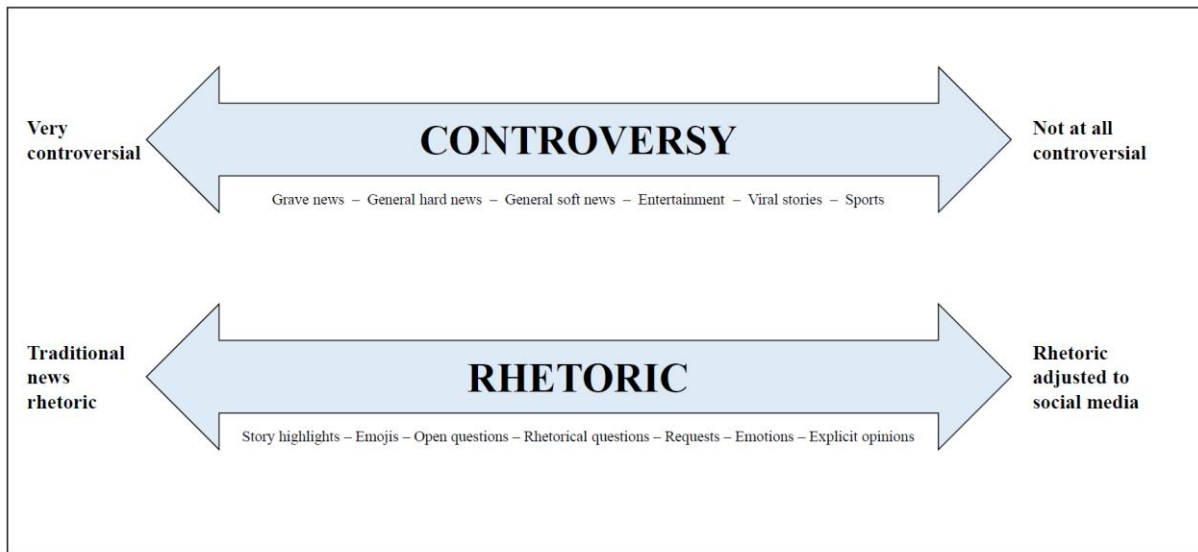 Very
controversial
CONTROVERSY
Not at all
controversial
Grave news – General hard news – General soft news – Entertainment – Viral stories – Sports
Traditional
news
rhetoric
RHETORIC
Rhetoric
adjusted to
social media
Story highlights – Emojis – Open questions – Rhetorical questions – Requests – Emotions – Explicit opinions